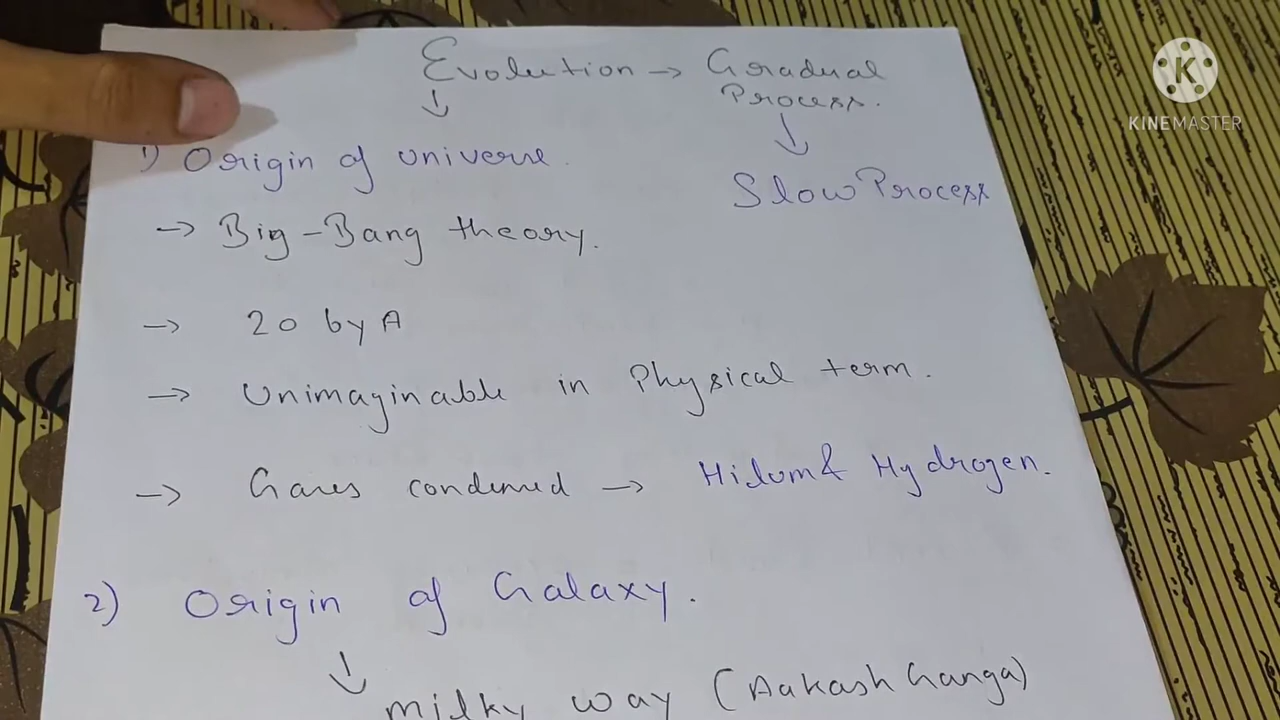 Evolution → Gradual
Process.
↓ ↓
1) Origin of universe.
Slow Process
→ Big-Bang theory.
→ 20 by A
→ Unimaginable in Physical term.
→ Gases condensed → Hilum & Hydrogen.
2) Origin of Galaxy.
↓
Milky way (Aakash Ganga)
K
KINEMASTER